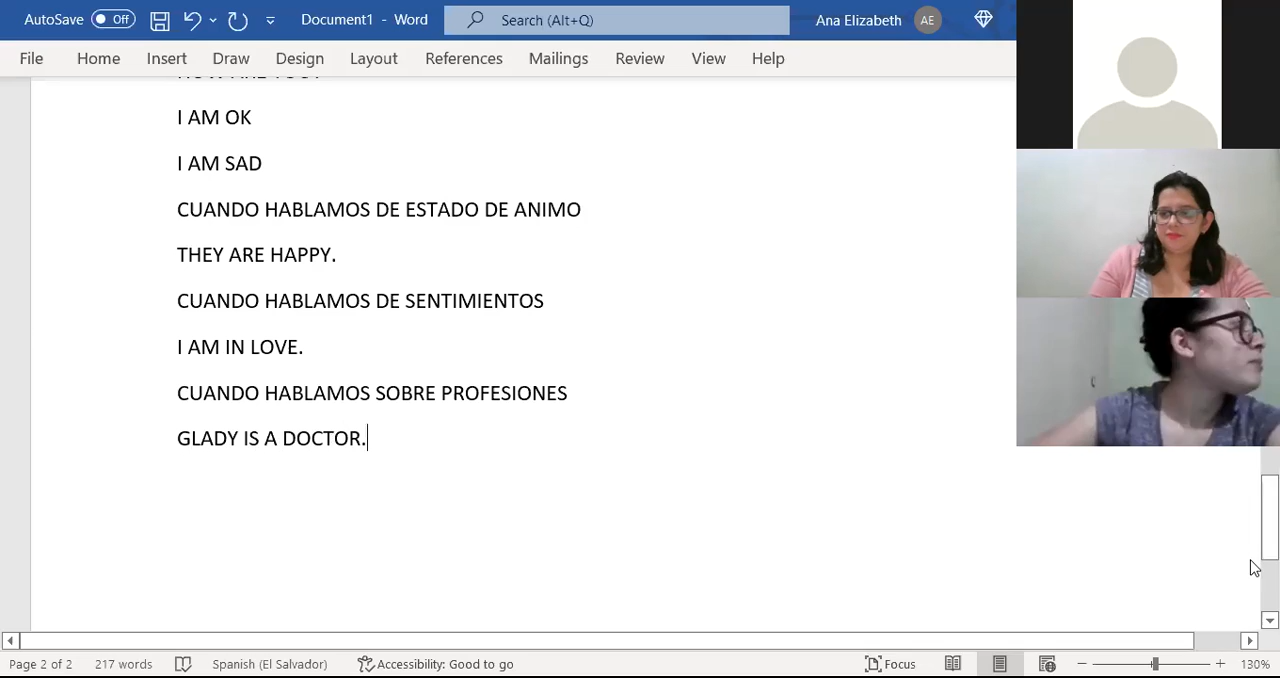 AutoSave Off Document1 - Word Search (Alt+Q) Ana Elizabeth AE
File Home Insert Draw Design Layout References Mailings Review View Help
HOW ARE YOU?
I AM OK
I AM SAD
CUANDO HABLAMOS DE ESTADO DE ANIMO
THEY ARE HAPPY.
CUANDO HABLAMOS DE SENTIMIENTOS
I AM IN LOVE.
CUANDO HABLAMOS SOBRE PROFESIONES
GLADY IS A DOCTOR.
Page 2 of 2 217 words Spanish (El Salvador) Accessibility: Good to go Focus 130%